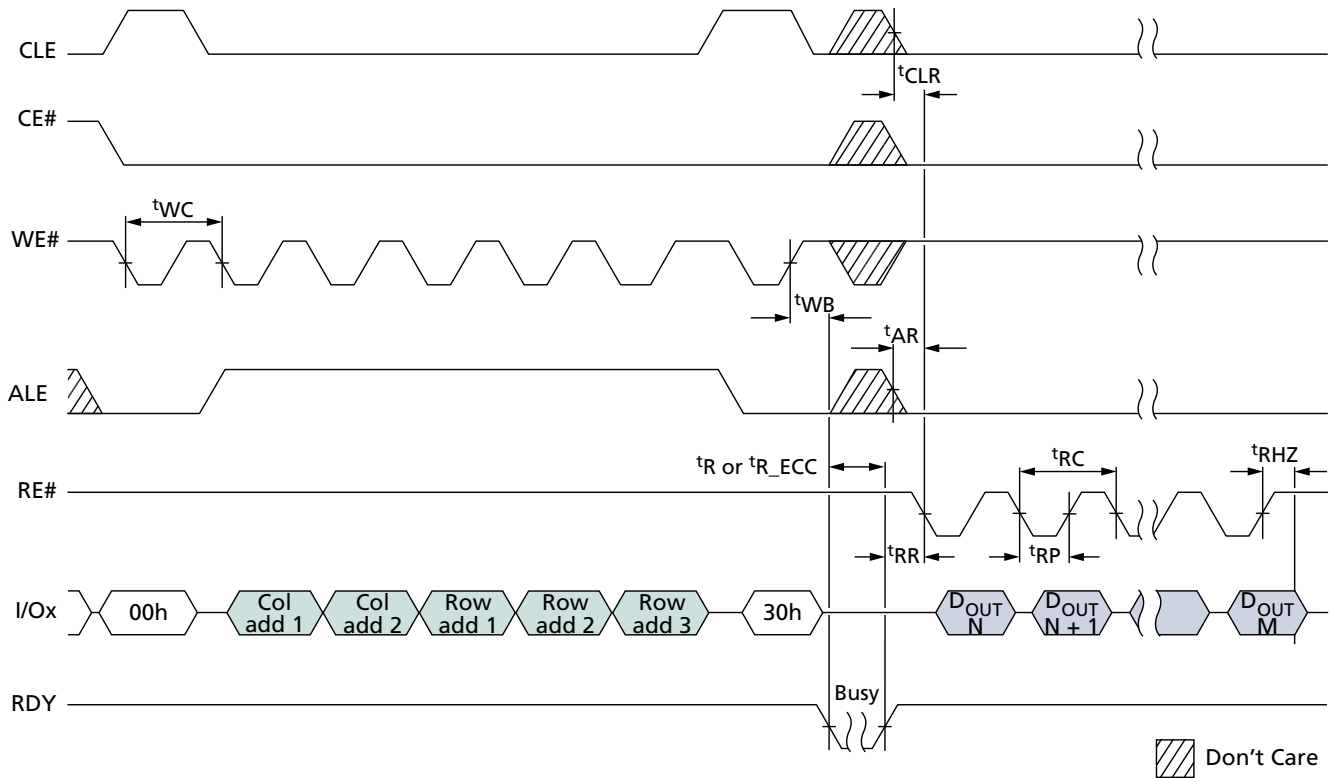 CLE
tCLR
CE#
tWC
WE#
tWB
tAR
ALE
tR or tR_ECC
tRC
tRHZ
RE#
tRR
tRP
I/Ox
00h
Col
add 1
Col
add 2
Row
add 1
Row
add 2
Row
add 3
30h
DOUT
N
DOUT
N + 1
DOUT
M
RDY
Busy
Don't Care